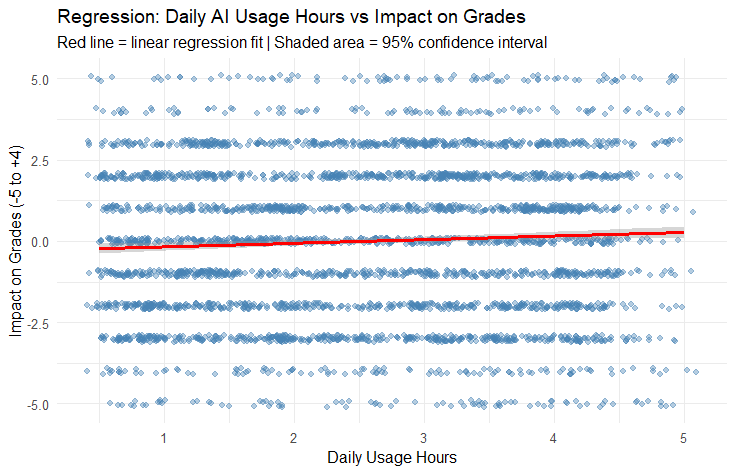 Regression: Daily AI Usage Hours vs Impact on Grades
Red line = linear regression fit | Shaded area = 95% confidence interval
Impact on Grades (-5 to +4)
5.0
2.5
0.0
-2.5
-5.0
1
2
3
4
5
Daily Usage Hours